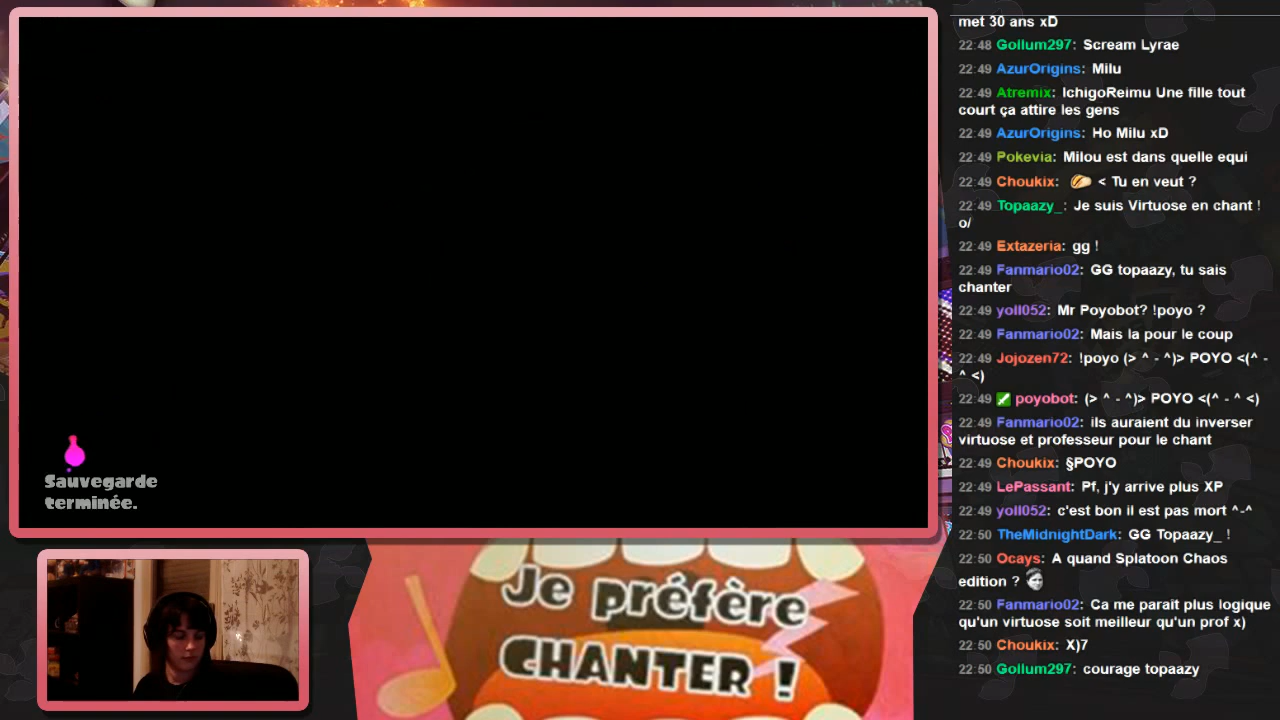 Sauvegarde
terminée.
Je préfère
CHANTER !
met 30 ans xD
22:48 Gollum297: Scream Lyrae
22:49 AzurOrigins: Milu
22:49 Atremix: IchigoReimu Une fille tout
court ça attire les gens
22:49 AzurOrigins: Ho Milu xD
22:49 Pokevia: Milou est dans quelle equi
22:49 Choukix: < Tu en veut ?
22:49 Topaazy_: Je suis Virtuose en chant !
o/
22:49 Extazeria: gg !
22:49 Fanmario02: GG topaazy, tu sais
chanter
22:49 yoll052: Mr Poyobot? !poyo ?
22:49 Fanmario02: Mais la pour le coup
22:49 Jojozen72: !poyo (> ^ - ^)> POYO <(^ -
^ <)
22:49 poyobot: (> ^ - ^)> POYO <(^ - ^ <)
22:49 Fanmario02: ils auraient du inverser
virtuose et professeur pour le chant
22:49 Choukix: §POYO
22:49 LePassant: Pf, j'y arrive plus XP
22:49 yoll052: c'est bon il est pas mort ^-^
22:50 TheMidnightDark: GG Topaazy_ !
22:50 Ocays: A quand Splatoon Chaos
edition ?
22:50 Fanmario02: Ca me paraît plus logique
qu'un virtuose soit meilleur qu'un prof x)
22:50 Choukix: X)7
22:50 Gollum297: courage topaazy